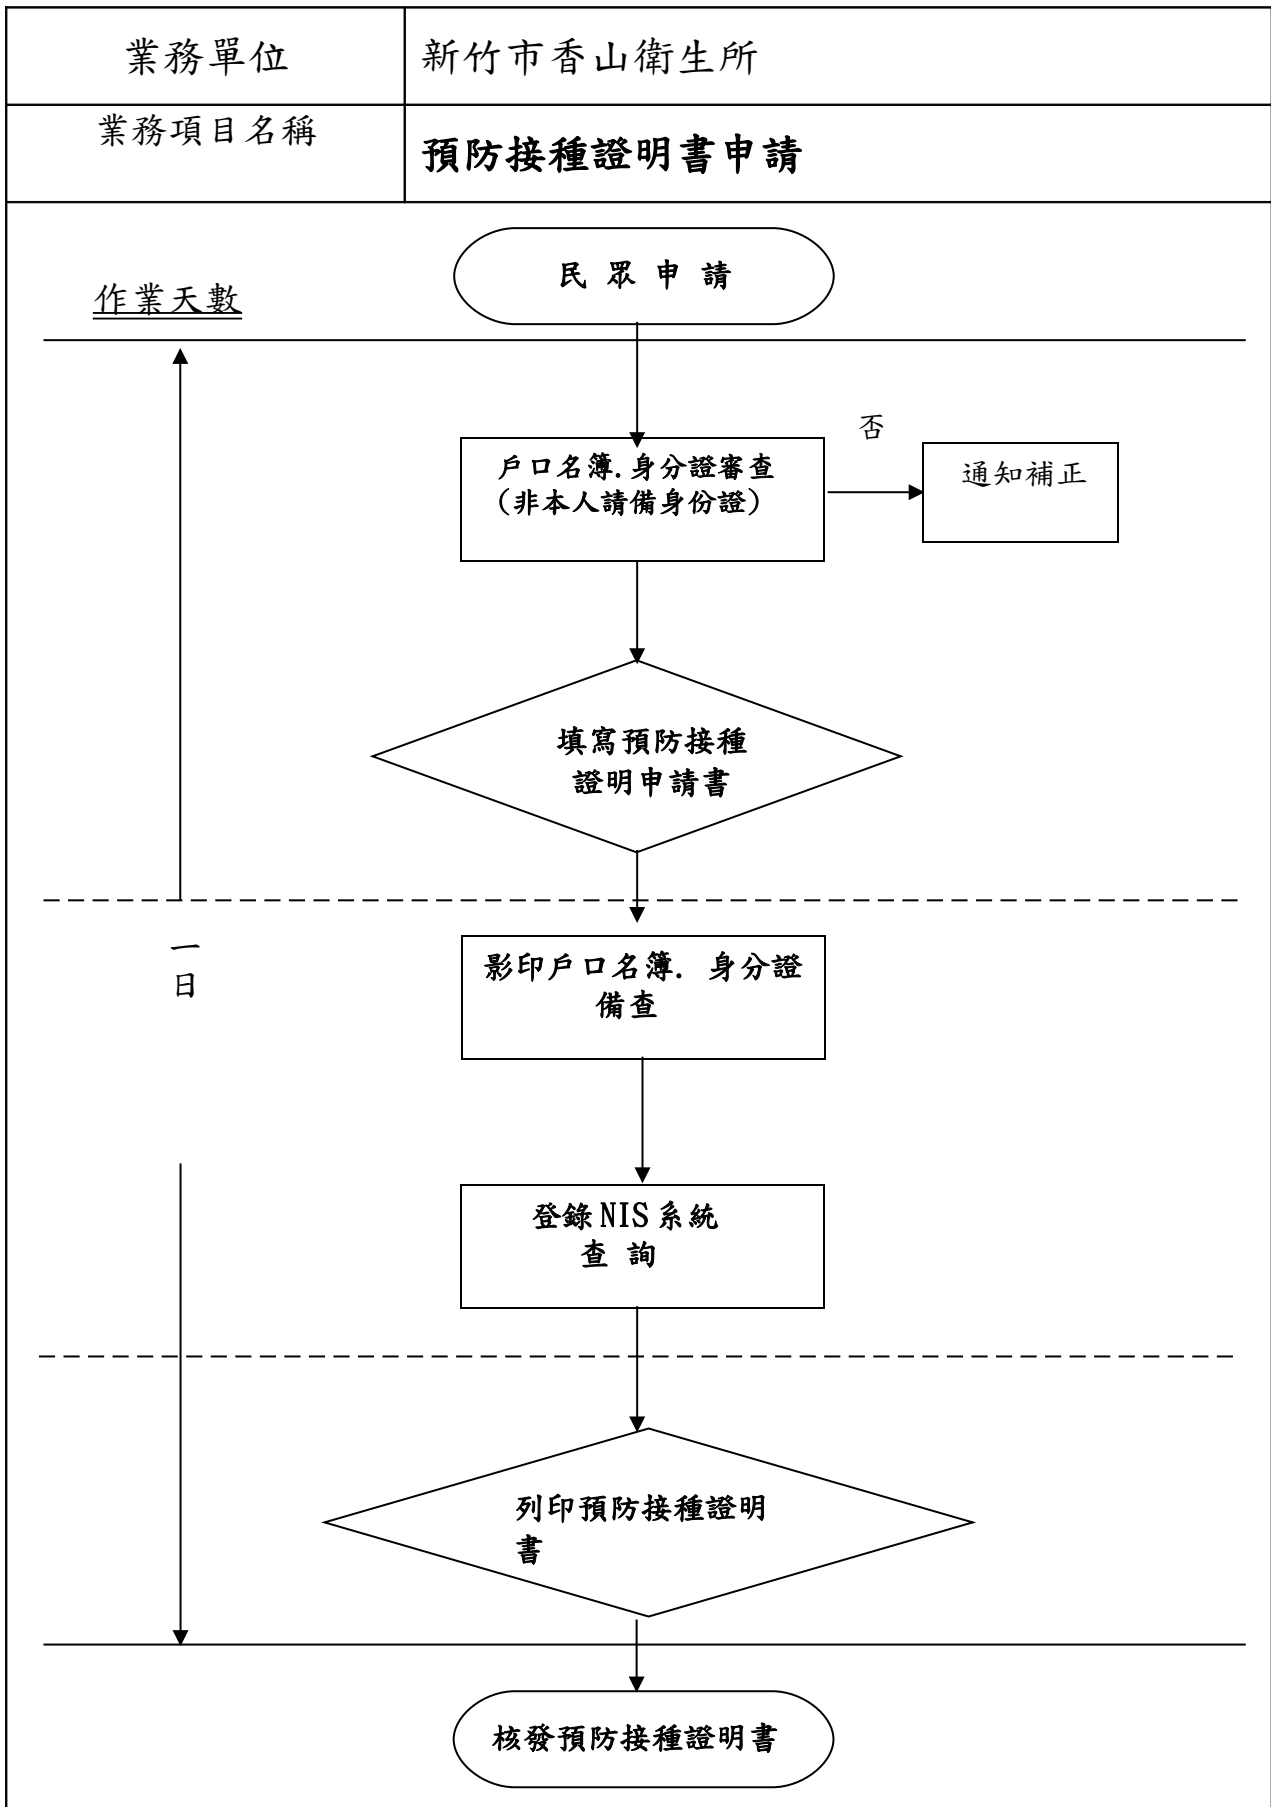 業務單位
新竹市香山衛生所
業務項目名稱
預防接種證明書申請
民 眾 申 請
作業天數
否
戶口名簿.身分證審查
(非本人請備身份證)
通知補正
填寫預防接種
證明申請書
一
日
影印戶口名簿. 身分證
備查
登錄NIS系統
查 詢
列印預防接種證明
書
核發預防接種證明書